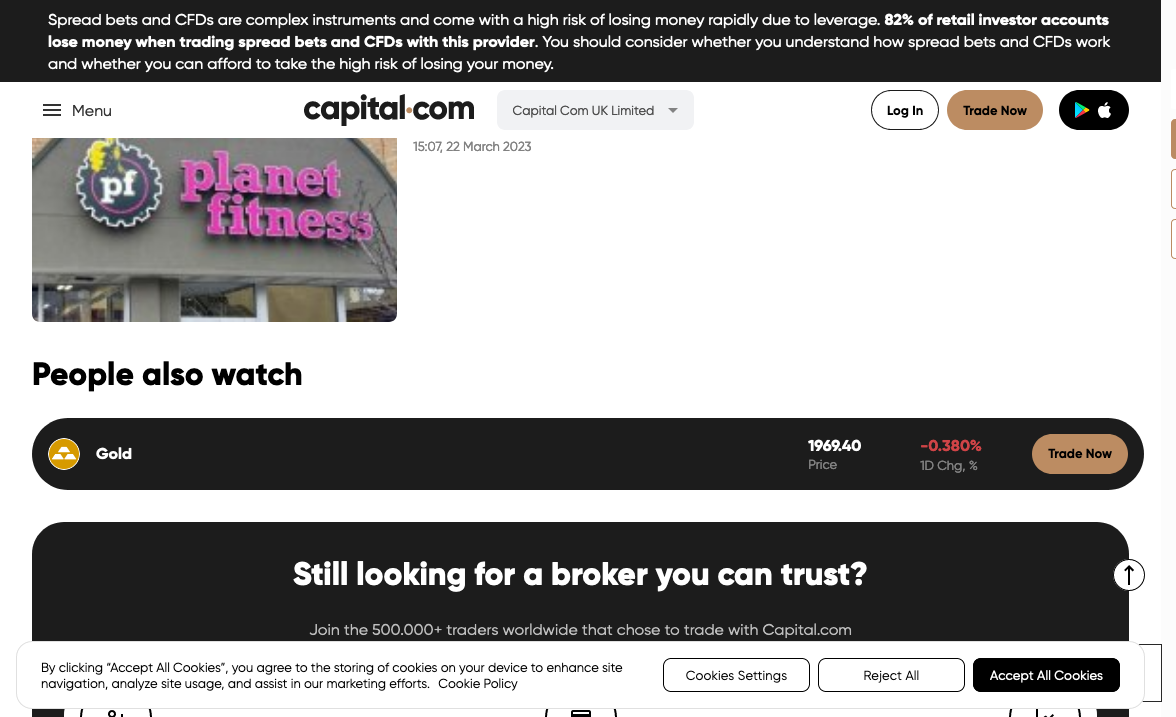 Spread bets and CFDs are complex instruments and come with a high risk of losing money rapidly due to leverage. 82% of retail investor accounts
lose money when trading spread bets and CFDs with this provider. You should consider whether you understand how spread bets and CFDs work
and whether you can afford to take the high risk of losing your money.
Menu
capital.com
Capital Com UK Limited
Log In
Trade Now
15:07, 22 March 2023
pf
planet
fitness
People also watch
Gold
1969.40
Price
-0.380%
1D Chg, %
Trade Now
Still looking for a broker you can trust?
Join the 500.000+ traders worldwide that chose to trade with Capital.com
By clicking “Accept All Cookies”, you agree to the storing of cookies on your device to enhance site
navigation, analyze site usage, and assist in our marketing efforts. Cookie Policy
Cookies Settings
Reject All
Accept All Cookies